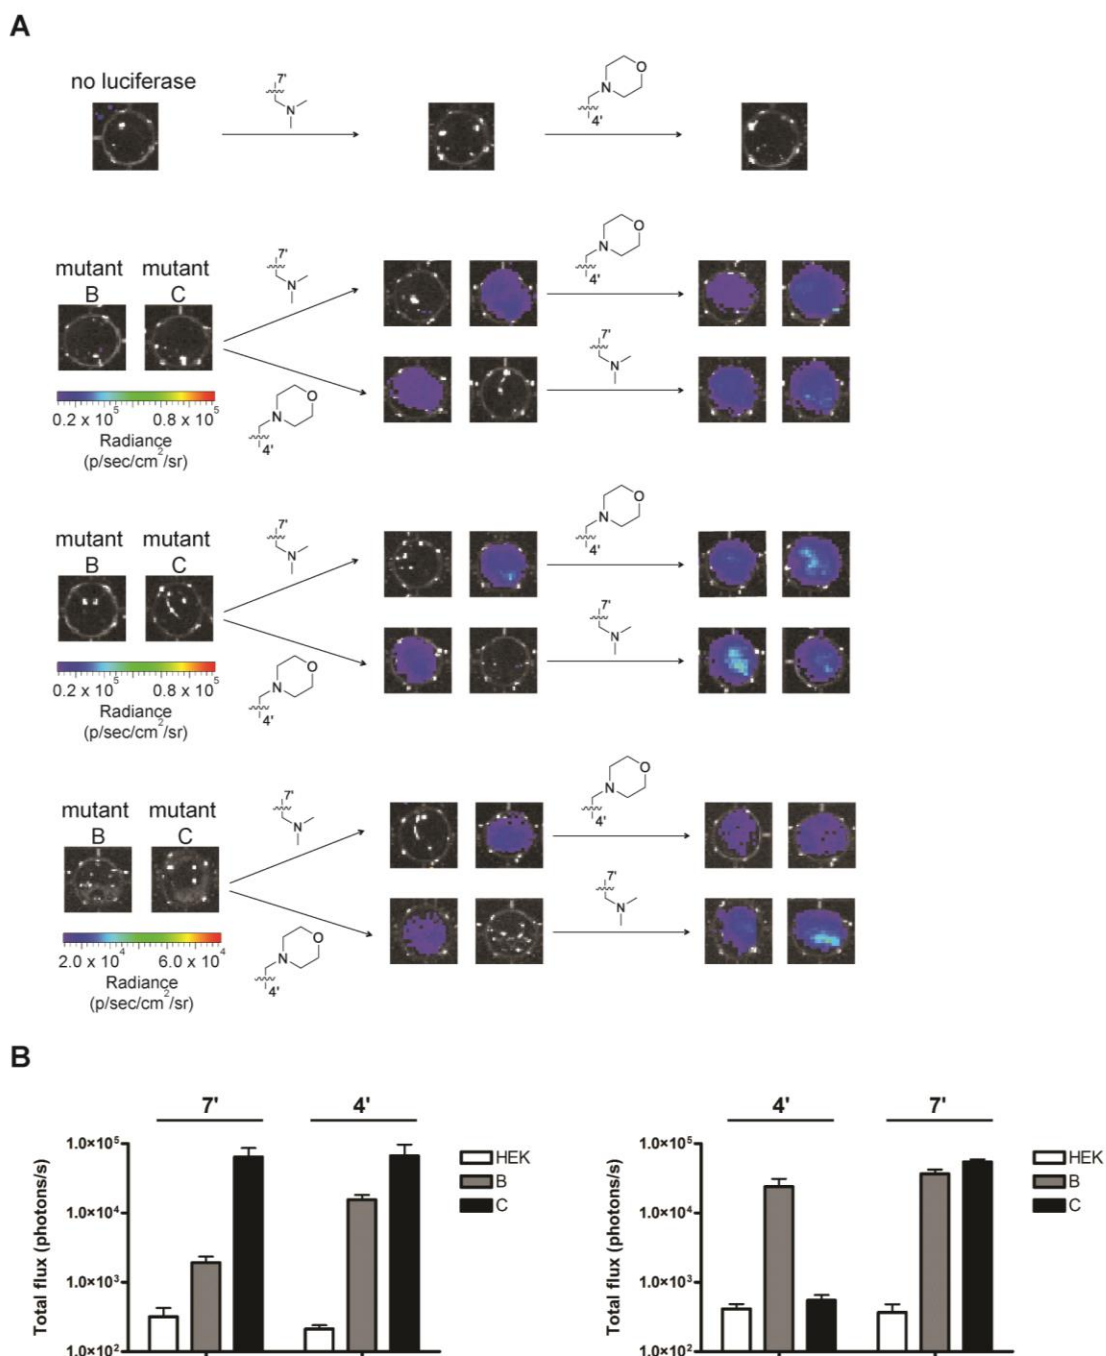 A
no luciferase
7'
N
O
N
4'
mutant mutant
B C
7'
N
O
N
4'
7'
N
0.2 x 10⁵ 0.8 x 10⁵
Radiance
(p/sec/cm²/sr)
O
N
4'
mutant mutant
B C
7'
N
O
N
4'
7'
N
0.2 x 10⁵ 0.8 x 10⁵
Radiance
(p/sec/cm²/sr)
O
N
4'
mutant mutant
B C
7'
N
O
N
4'
7'
N
2.0 x 10⁴ 6.0 x 10⁴
Radiance
(p/sec/cm²/sr)
O
N
4'
B
7' 4'
Total flux (photons/s)
1.0×10⁵
1.0×10⁴
1.0×10³
1.0×10²
HEK
B
C
4' 7'
Total flux (photons/s)
1.0×10⁵
1.0×10⁴
1.0×10³
1.0×10²
HEK
B
C